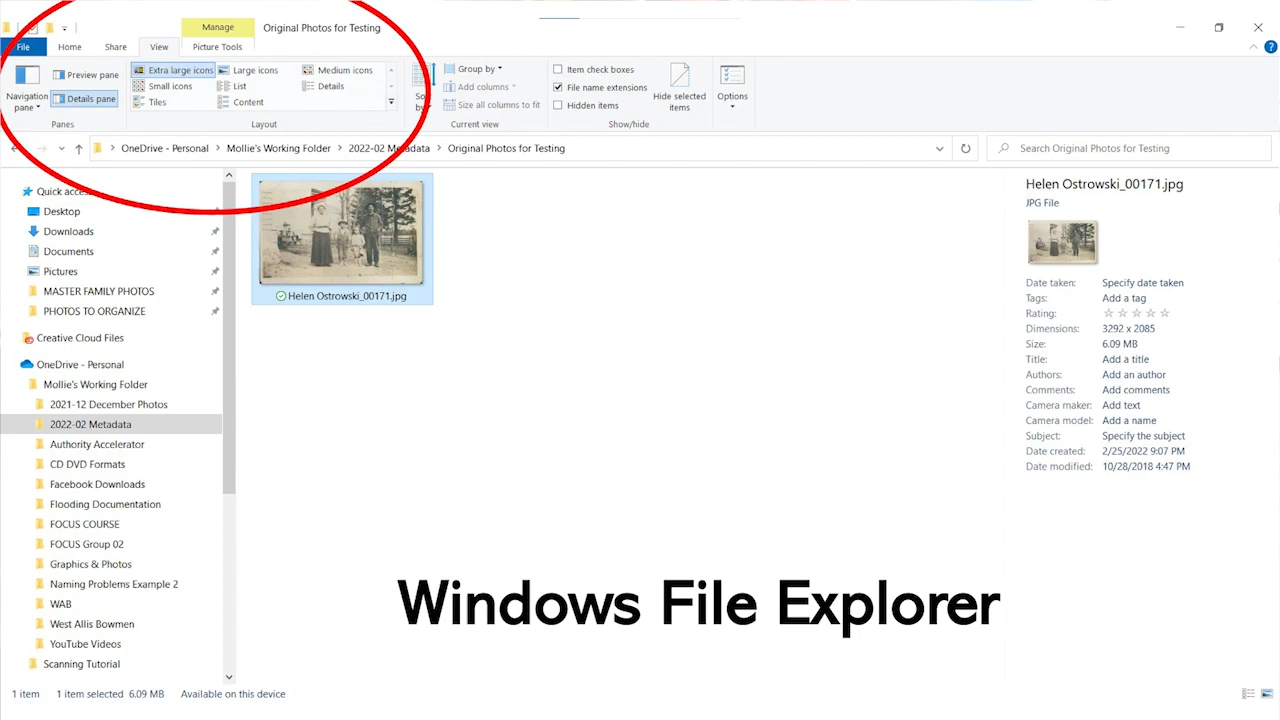 Manage
Original Photos for Testing
File
Home
Share
View
Picture Tools
Navigation pane
Preview pane
Details pane
Panes
Extra large icons
Large icons
Medium icons
Small icons
List
Details
Tiles
Content
Layout
Group by
Add columns
Size all columns to fit
Current view
Item check boxes
File name extensions
Hidden items
Hide selected items
Show/hide
Options
OneDrive - Personal > Mollie's Working Folder > 2022-02 Metadata > Original Photos for Testing
Search Original Photos for Testing
Quick access
Desktop
Downloads
Documents
Pictures
MASTER FAMILY PHOTOS
PHOTOS TO ORGANIZE
Creative Cloud Files
OneDrive - Personal
Mollie's Working Folder
2021-12 December Photos
2022-02 Metadata
Authority Accelerator
CD DVD Formats
Facebook Downloads
Flooding Documentation
FOCUS COURSE
FOCUS Group 02
Graphics & Photos
Naming Problems Example 2
WAB
West Allis Bowmen
YouTube Videos
Scanning Tutorial
Helen Ostrowski_00171.jpg
Helen Ostrowski_00171.jpg
JPG File
Date taken: Specify date taken
Tags: Add a tag
Rating:
Dimensions: 3292 x 2085
Size: 6.09 MB
Title: Add a title
Authors: Add an author
Comments: Add comments
Camera maker: Add text
Camera model: Add a name
Subject: Specify the subject
Date created: 2/25/2022 9:07 PM
Date modified: 10/28/2018 4:47 PM
Windows File Explorer
1 item 1 item selected 6.09 MB Available on this device